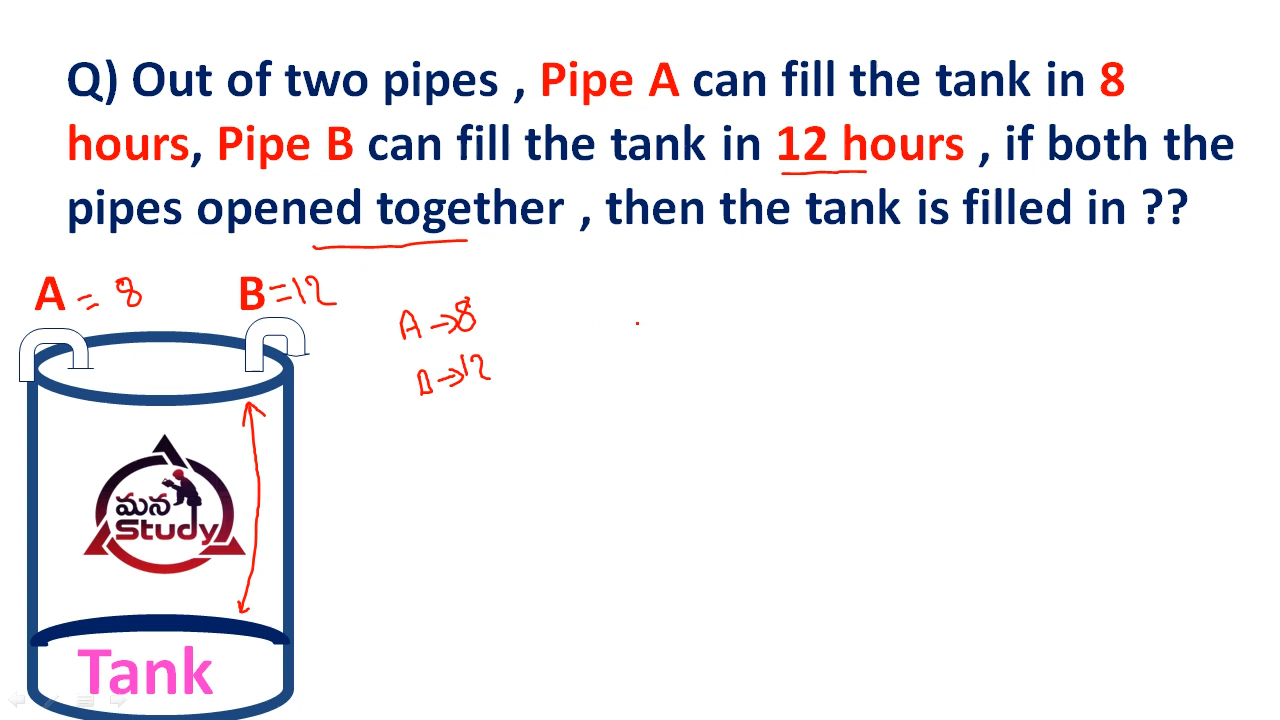 Q) Out of two pipes , Pipe A can fill the tank in 8
hours, Pipe B can fill the tank in 12 hours , if both the
pipes opened together , then the tank is filled in ??
A = 8 B = 12
A → 8
B → 12
మన
Study
Tank